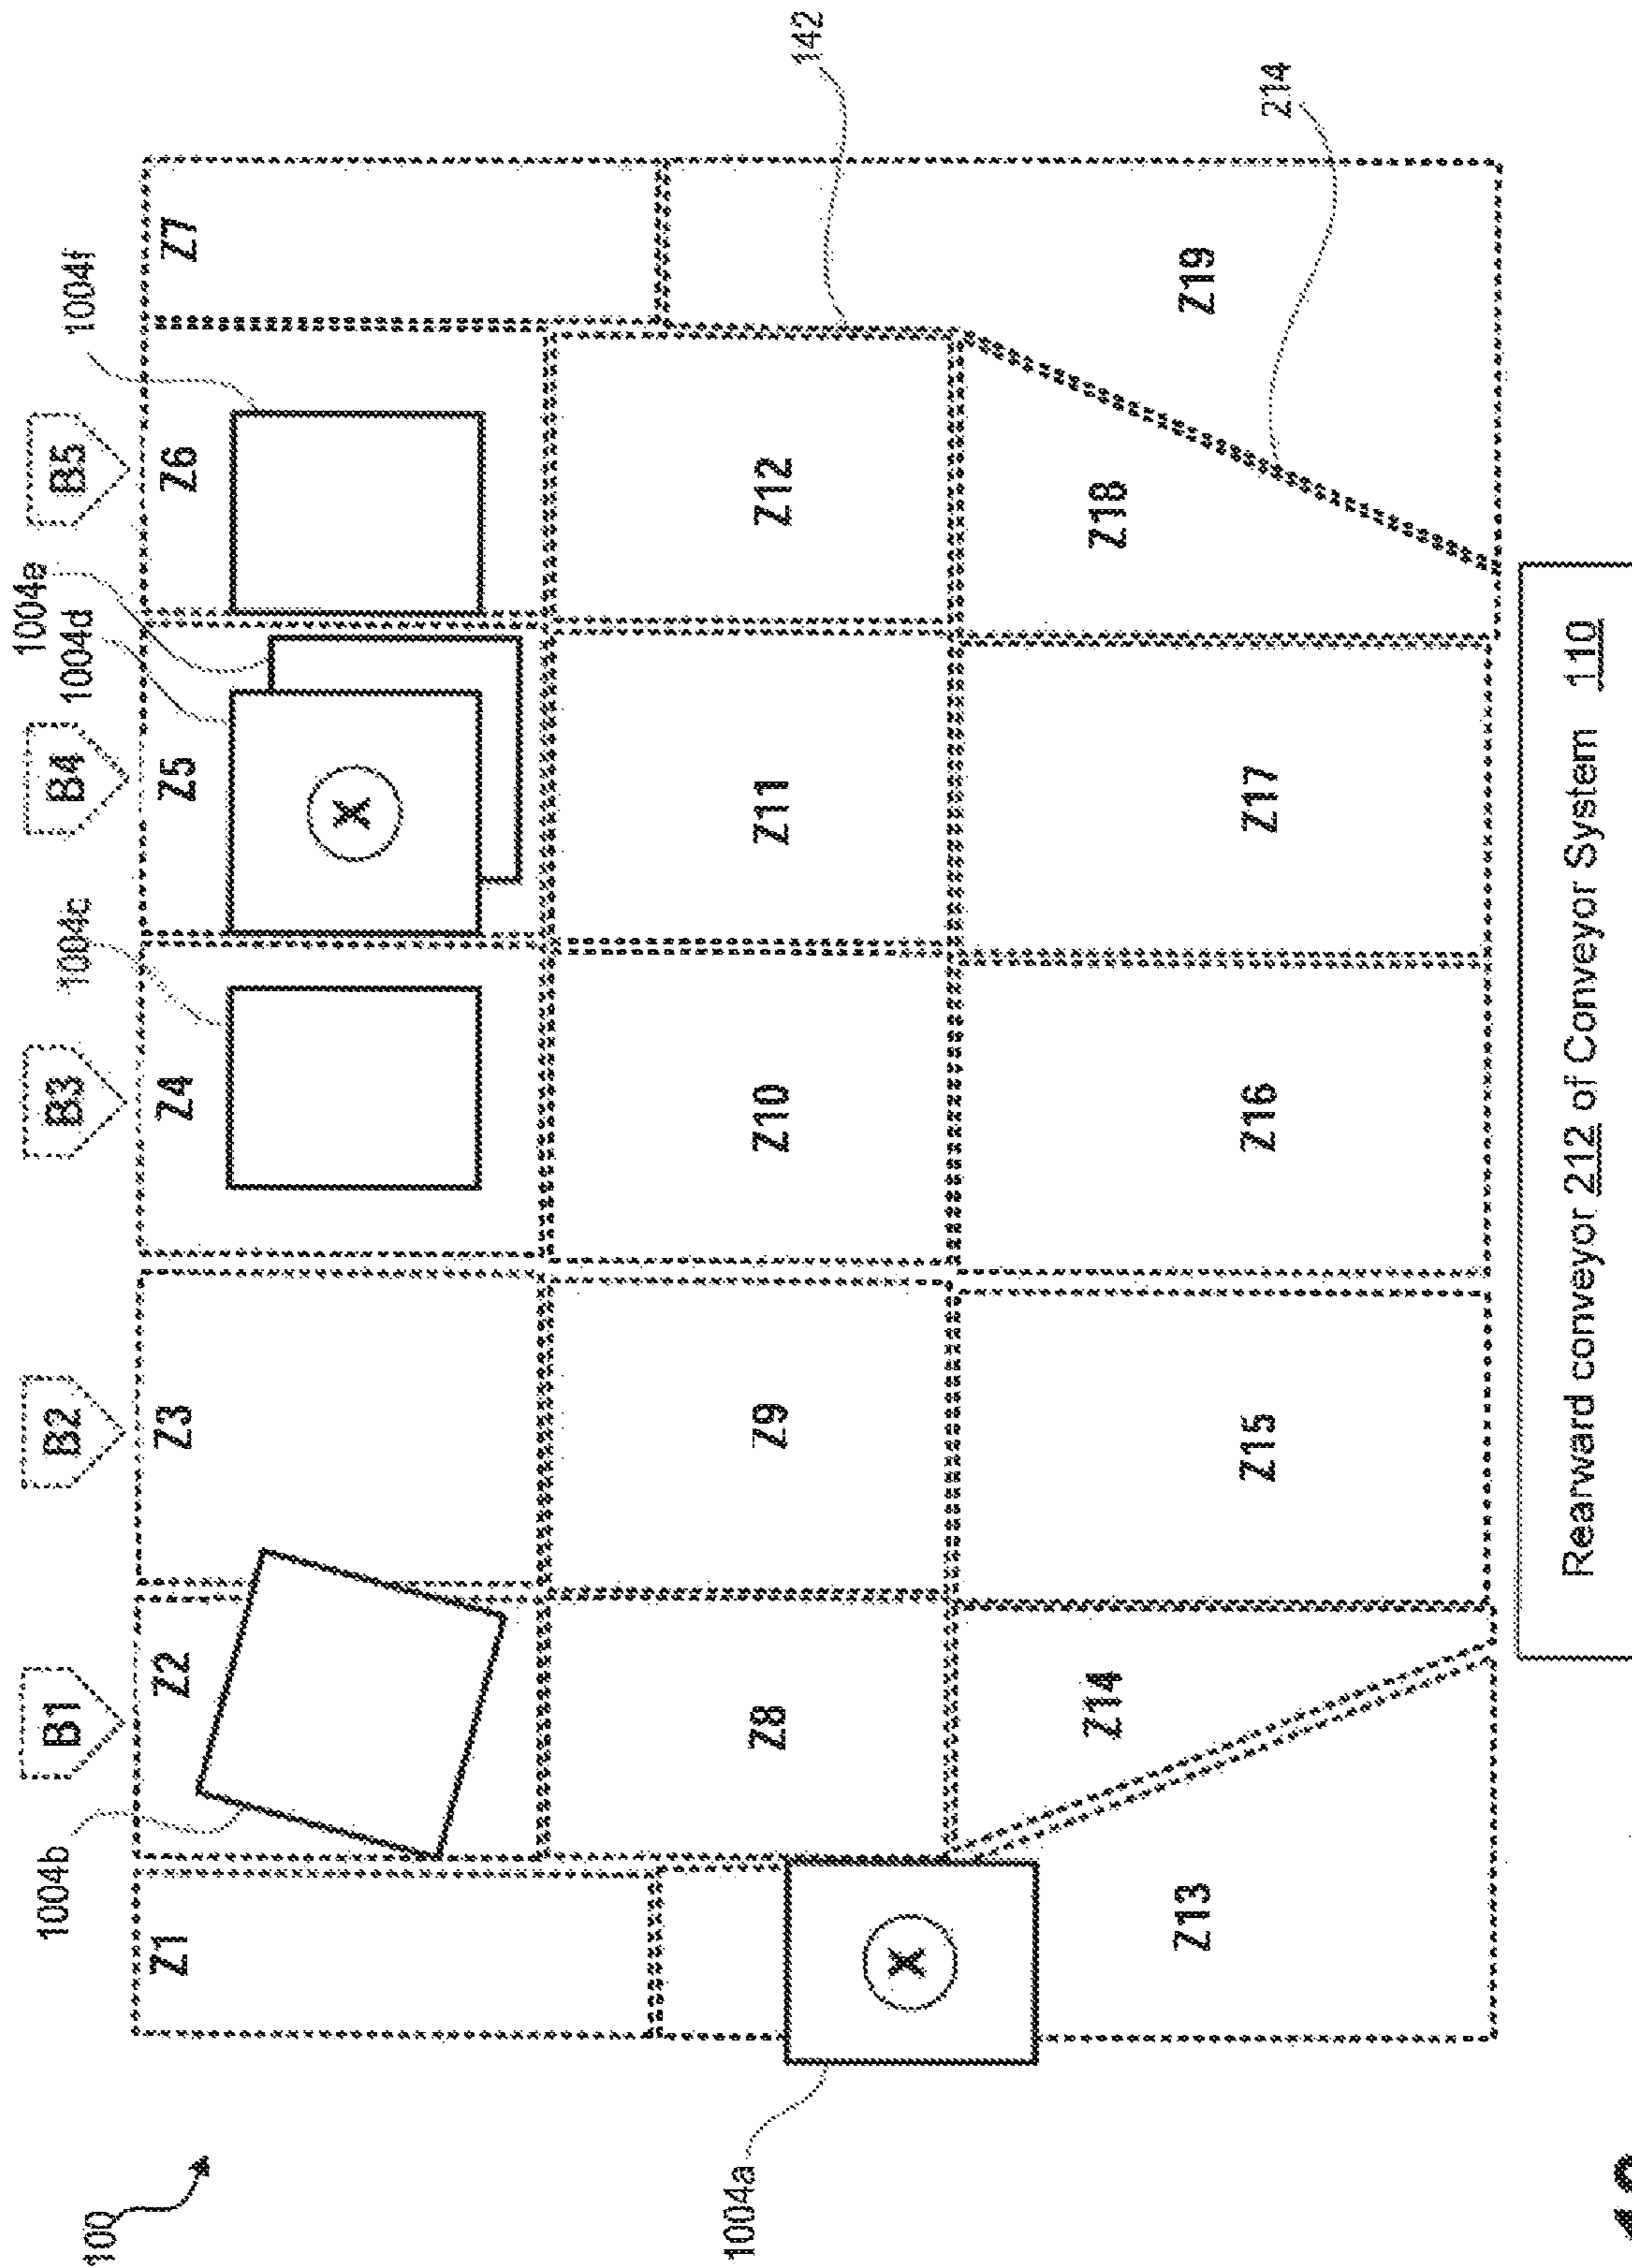 100
1004b
B1
B2
B3
1004c
B4
1004d
1004e
B5
1004f
Z1
Z2
Z3
Z4
Z5
Z6
Z7
X
1004a
Z8
Z9
Z10
Z11
Z12
142
X
Z13
Z14
Z15
Z16
Z17
Z18
Z19
214
Rearward conveyor 212 of Conveyor System 110